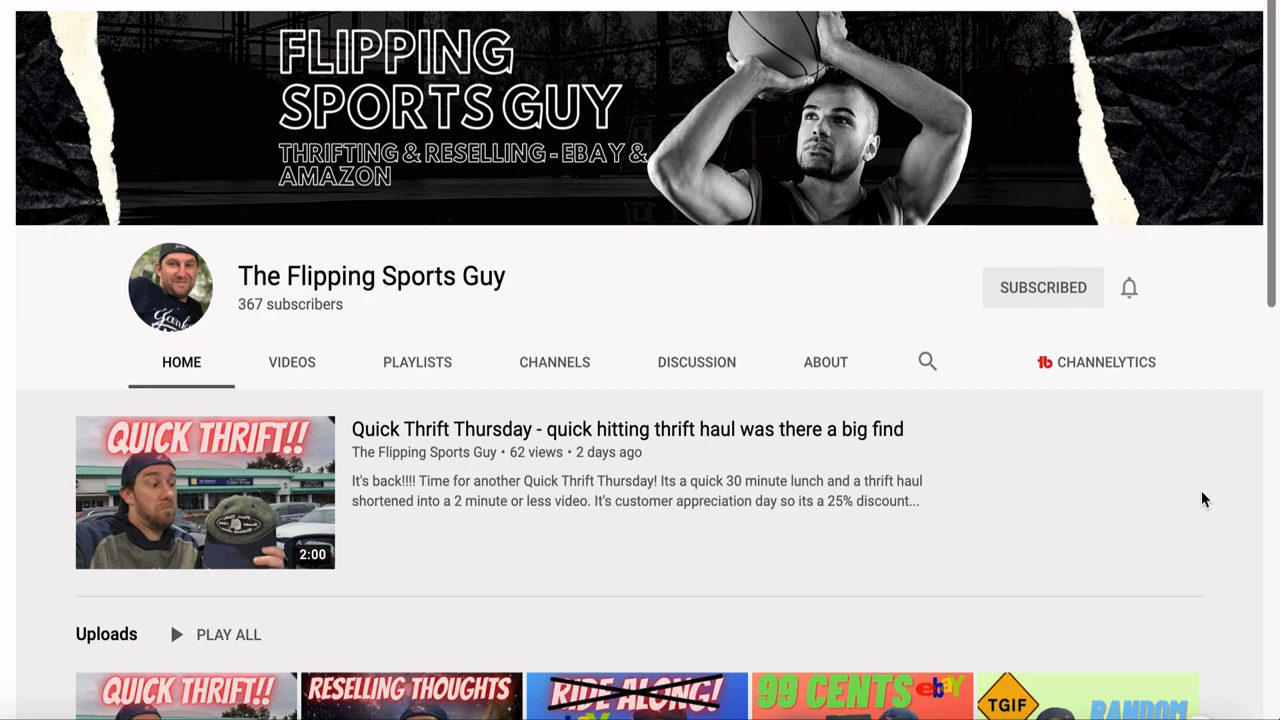 FLIPPING
SPORTS GUY
THRIFTING & RESELLING - EBAY &
AMAZON
The Flipping Sports Guy
367 subscribers
SUBSCRIBED
HOME
VIDEOS
PLAYLISTS
CHANNELS
DISCUSSION
ABOUT
tb CHANNELYTICS
QUICK THRIFT!!
2:00
Quick Thrift Thursday - quick hitting thrift haul was there a big find
The Flipping Sports Guy • 62 views • 2 days ago
It's back!!!! Time for another Quick Thrift Thursday! Its a quick 30 minute lunch and a thrift haul
shortened into a 2 minute or less video. It's customer appreciation day so its a 25% discount...
Uploads
PLAY ALL
QUICK THRIFT!!
RESELLING THOUGHTS
RIDE ALONG!
99 CENTS ebay
TGIF
RANDOM